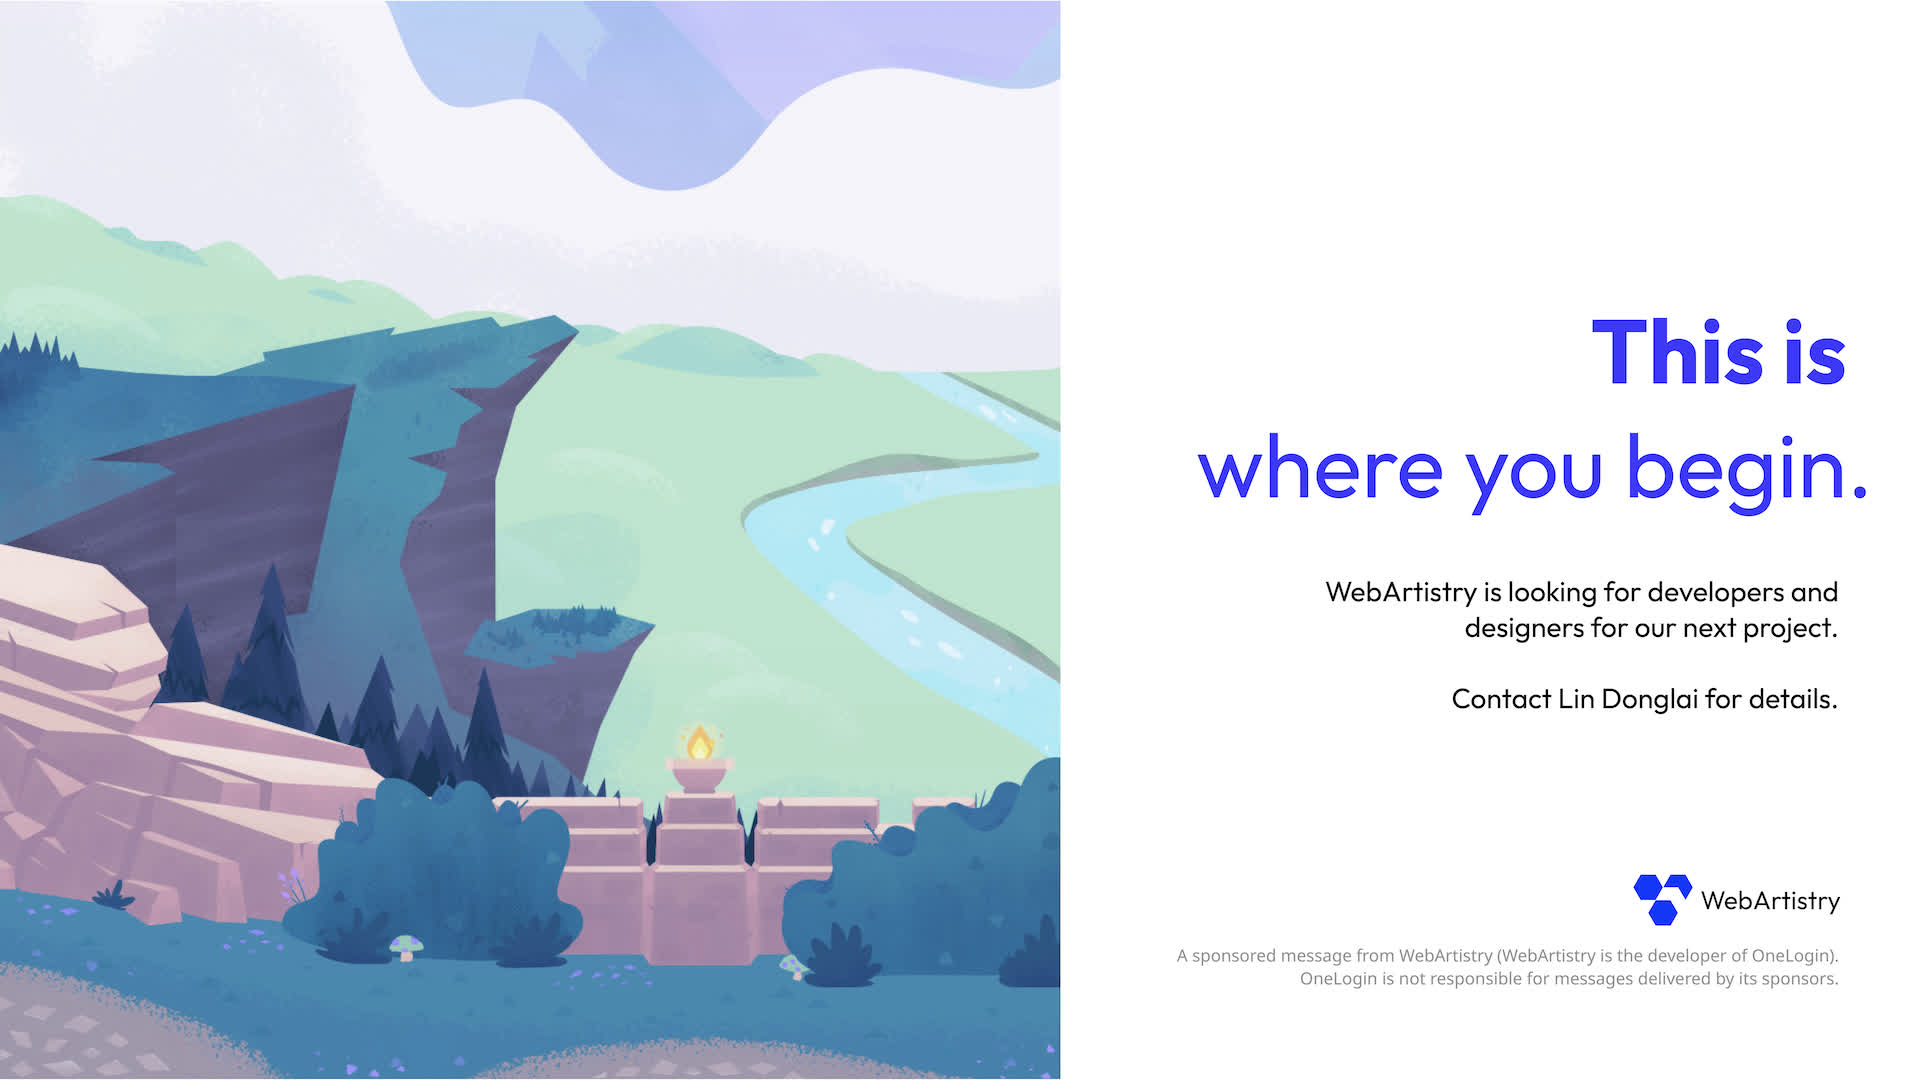 This is
where you begin.
WebArtistry is looking for developers and
designers for our next project.
Contact Lin Donglai for details.
WebArtistry
A sponsored message from WebArtistry (WebArtistry is the developer of OneLogin).
OneLogin is not responsible for messages delivered by its sponsors.